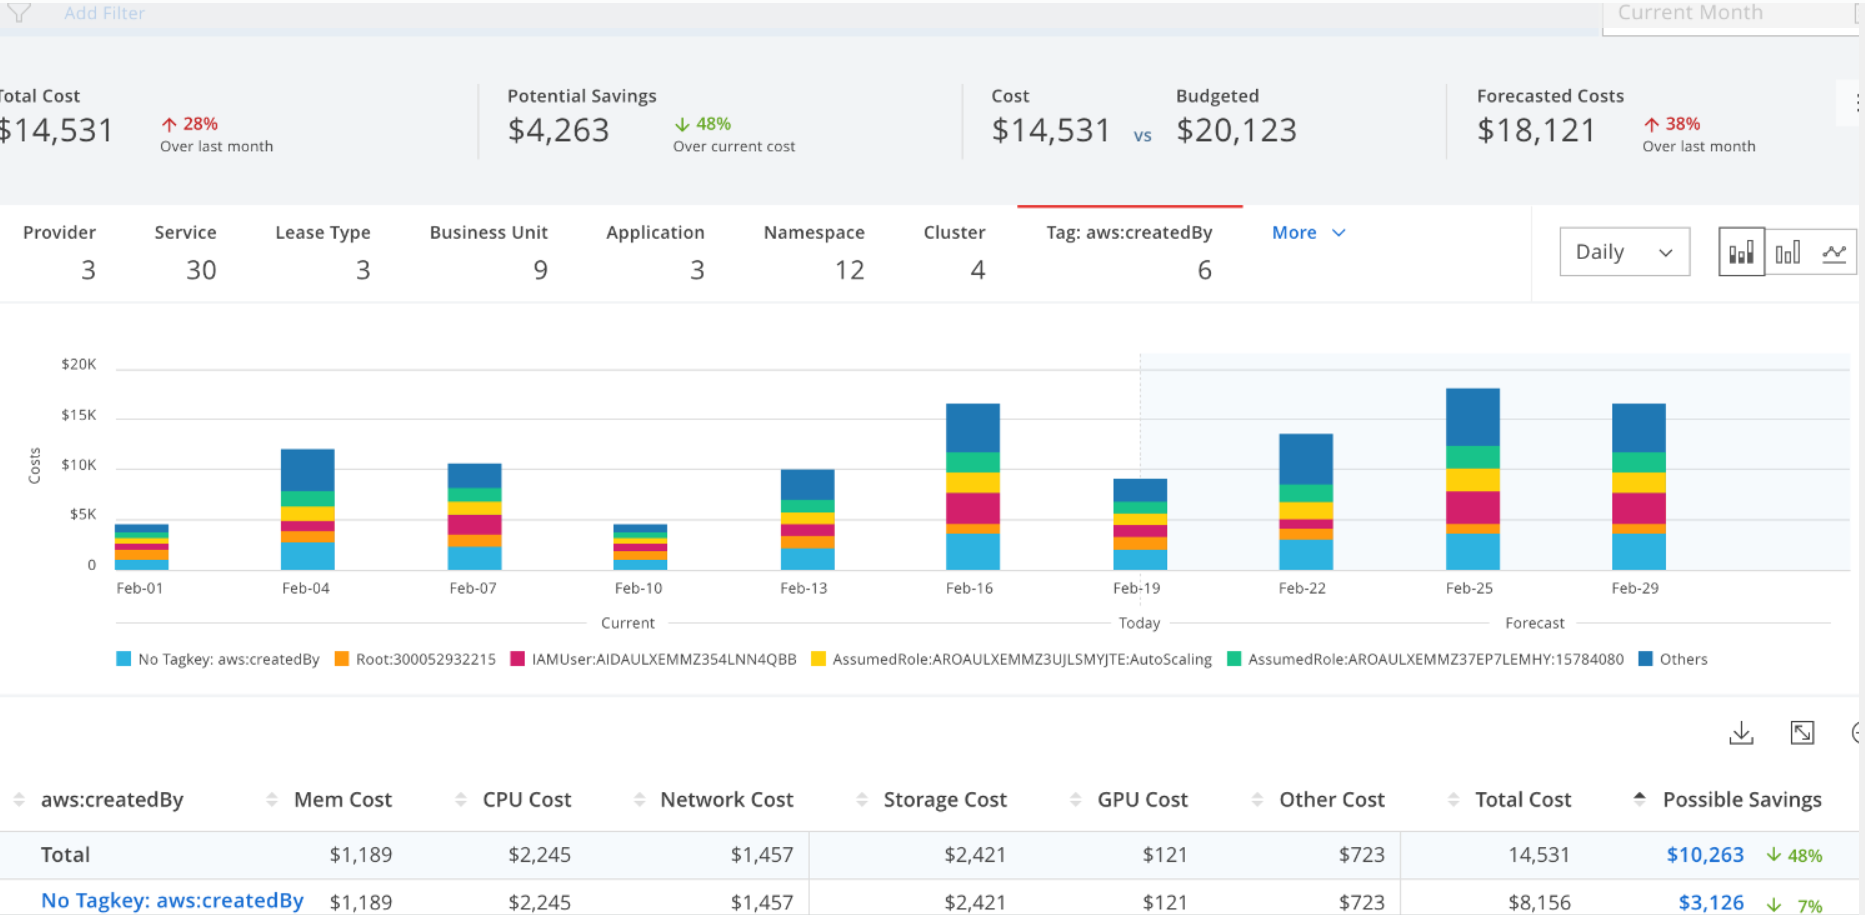 Add Filter
Current Month
Total Cost
$14,531
28%
Over last month
Potential Savings
$4,263
48%
Over current cost
Cost
$14,531
vs
Budgeted
$20,123
Forecasted Costs
$18,121
38%
Over last month
Provider
3
Service
30
Lease Type
3
Business Unit
9
Application
3
Namespace
12
Cluster
4
Tag: aws:createdBy
6
More
Daily
Costs
$20K
$15K
$10K
$5K
0
Feb-01 Feb-04 Feb-07 Feb-10 Feb-13 Feb-16 Feb-19 Feb-22 Feb-25 Feb-29
Current Today Forecast
No Tagkey: aws:createdBy Root:300052932215 IAMUser:AIDAULXEMMZ354LNN4QBB AssumedRole:AROAULXEMMZ3UJLSMYJTE:AutoScaling AssumedRole:AROAULXEMMZ37EP7LEMHY:15784080 Others
aws:createdBy Mem Cost CPU Cost Network Cost Storage Cost GPU Cost Other Cost Total Cost Possible Savings
Total $1,189 $2,245 $1,457 $2,421 $121 $723 14,531 $10,263 48%
No Tagkey: aws:createdBy $1,189 $2,245 $1,457 $2,421 $121 $723 $8,156 $3,126 7%